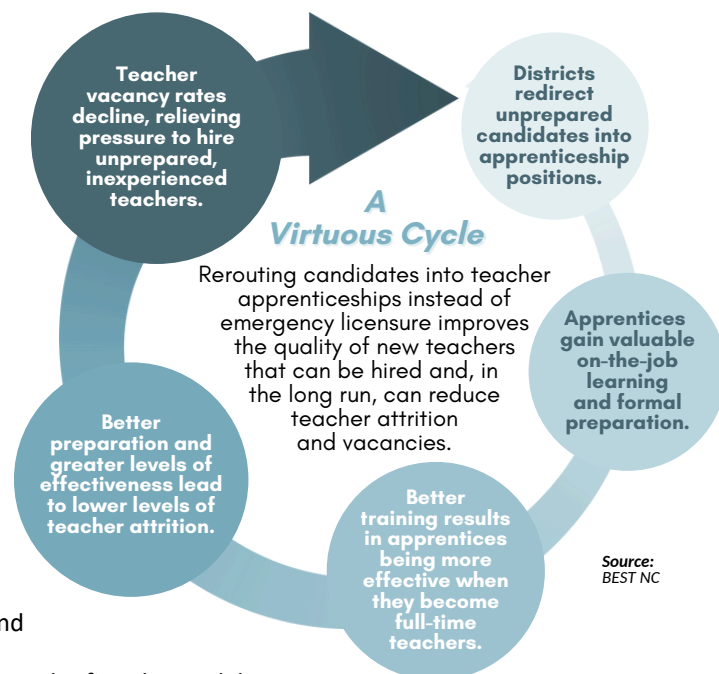 Teacher
vacancy rates
decline, relieving
pressure to hire
unprepared,
inexperienced
teachers.
Districts
redirect
unprepared
candidates into
apprenticeship
positions.
A
Virtuous Cycle
Rerouting candidates into teacher
apprenticeships instead of
emergency licensure improves
the quality of new teachers
that can be hired and, in
the long run, can reduce
teacher attrition
and vacancies.
Apprentices
gain valuable
on-the-job
learning
and formal
preparation.
Better
training results
in apprentices
being more
effective when
they become
full-time
teachers.
Better
preparation and
greater levels of
effectiveness lead
to lower levels of
teacher attrition.
Source:
BEST NC